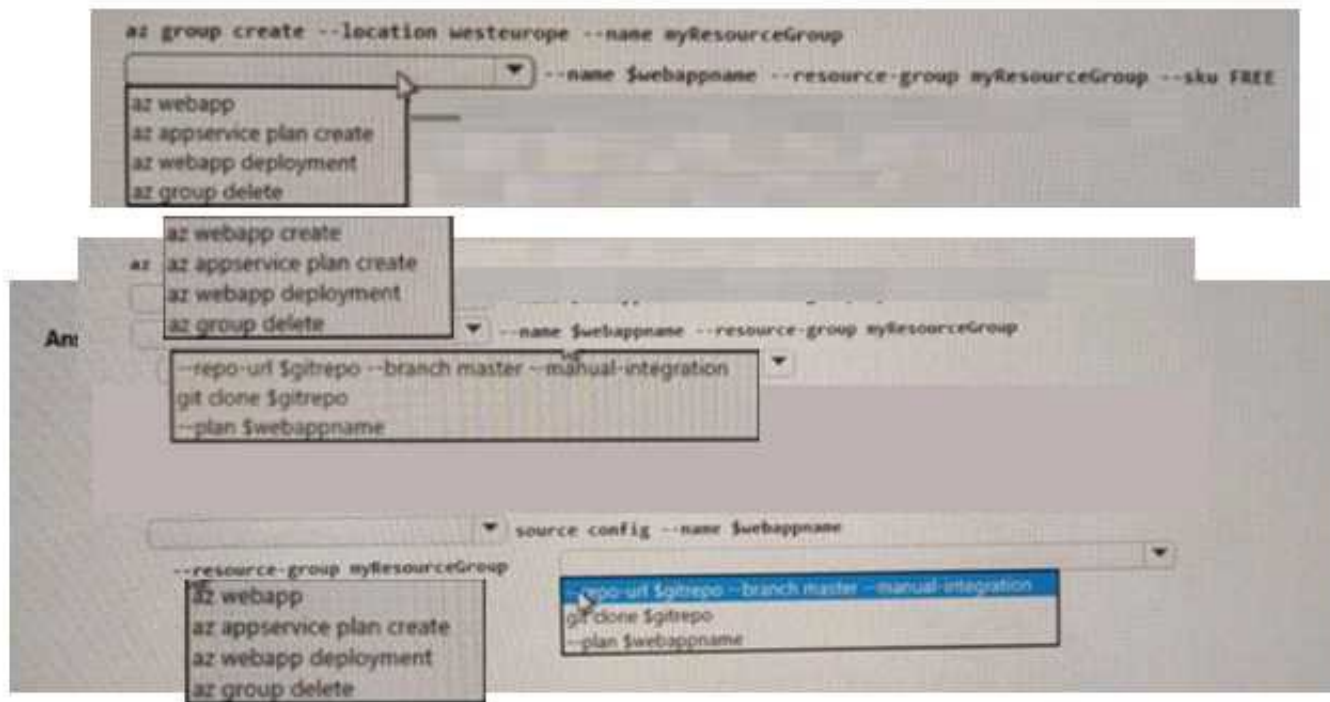 az group create --location westeurope --name myResourceGroup
--name $webappname --resource-group myResourceGroup --sku FREE
az webapp
az appservice plan create
az webapp deployment
az group delete
az webapp create
az
az appservice plan create
az webapp deployment
az group delete
Ans
--name $webappname --resource-group myResourceGroup
--repo-url $gitrepo --branch master --manual-integration
git clone $gitrepo
--plan $webappname
source config --name $webappname
--resource-group myResourceGroup
az webapp
az appservice plan create
az webapp deployment
az group delete
--repo-url $gitrepo --branch master --manual-integration
git clone $gitrepo
--plan $webappname